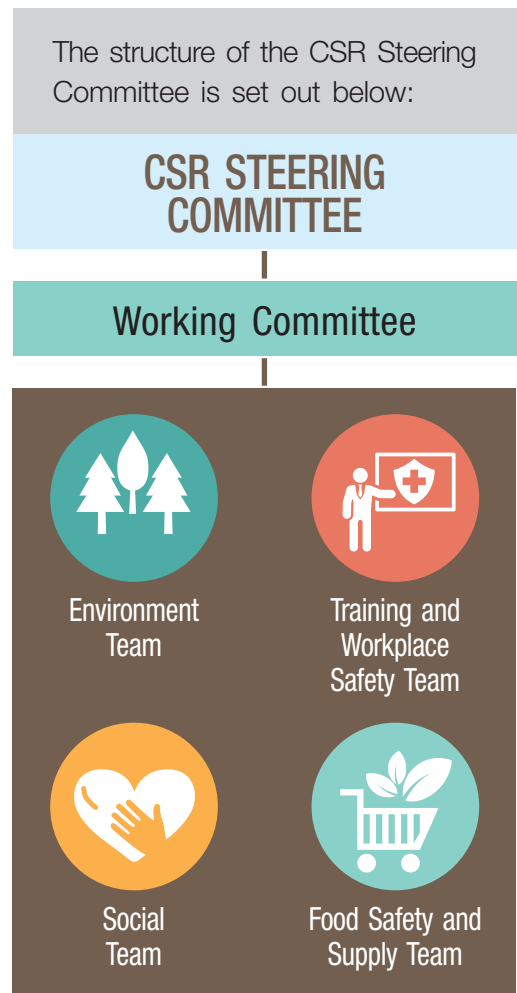 The structure of the CSR Steering
Committee is set out below:
CSR STEERING
COMMITTEE
Working Committee
Environment
Team
Training and
Workplace
Safety Team
Social
Team
Food Safety and
Supply Team